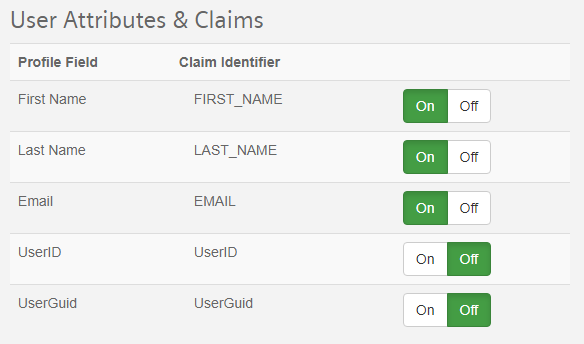 User Attributes & Claims
Profile Field Claim Identifier
First Name FIRST_NAME On Off
Last Name LAST_NAME On Off
Email EMAIL On Off
UserID UserID On Off
UserGuid UserGuid On Off